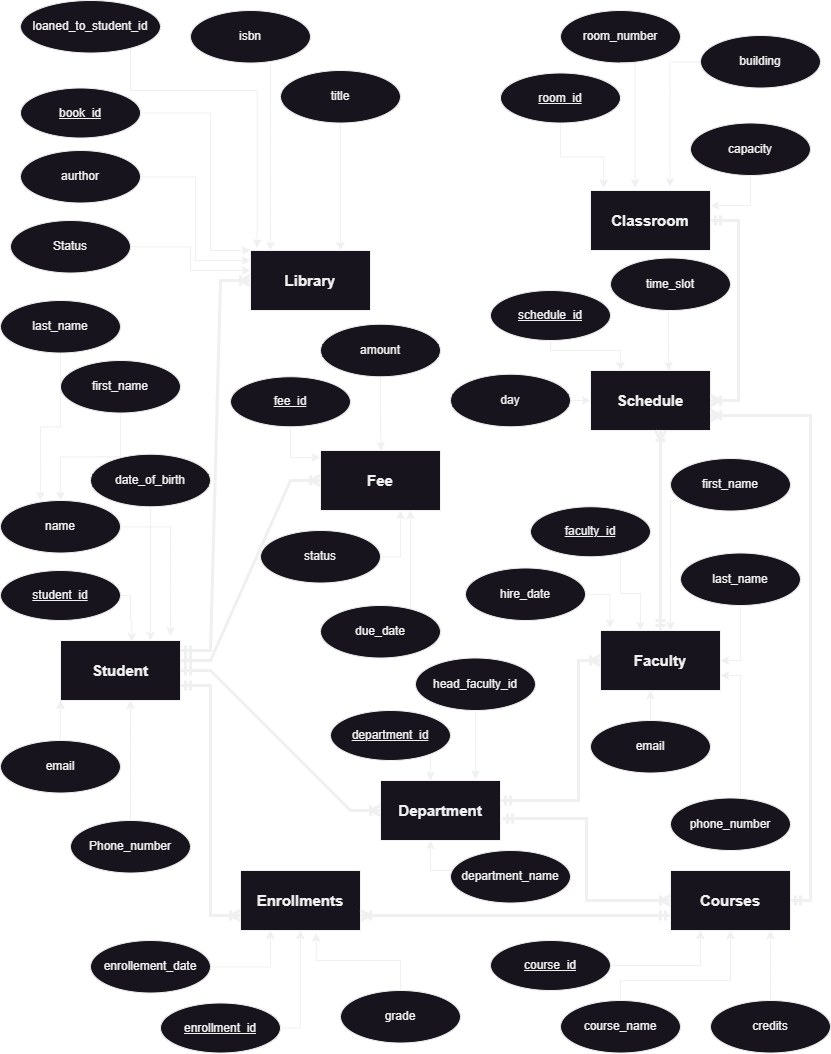 loaned_to_student_id
isbn
room_number
building
title
room_id
book_id
capacity
aurthor
Classroom
Status
Library
time_slot
schedule_id
last_name
amount
first_name
fee_id
day
Schedule
date_of_birth
Fee
first_name
name
faculty_id
status
last_name
student_id
hire_date
due_date
Student
Faculty
head_faculty_id
department_id
email
email
Department
phone_number
Phone_number
department_name
Enrollments
Courses
enrollement_date
course_id
grade
enrollment_id
course_name
credits